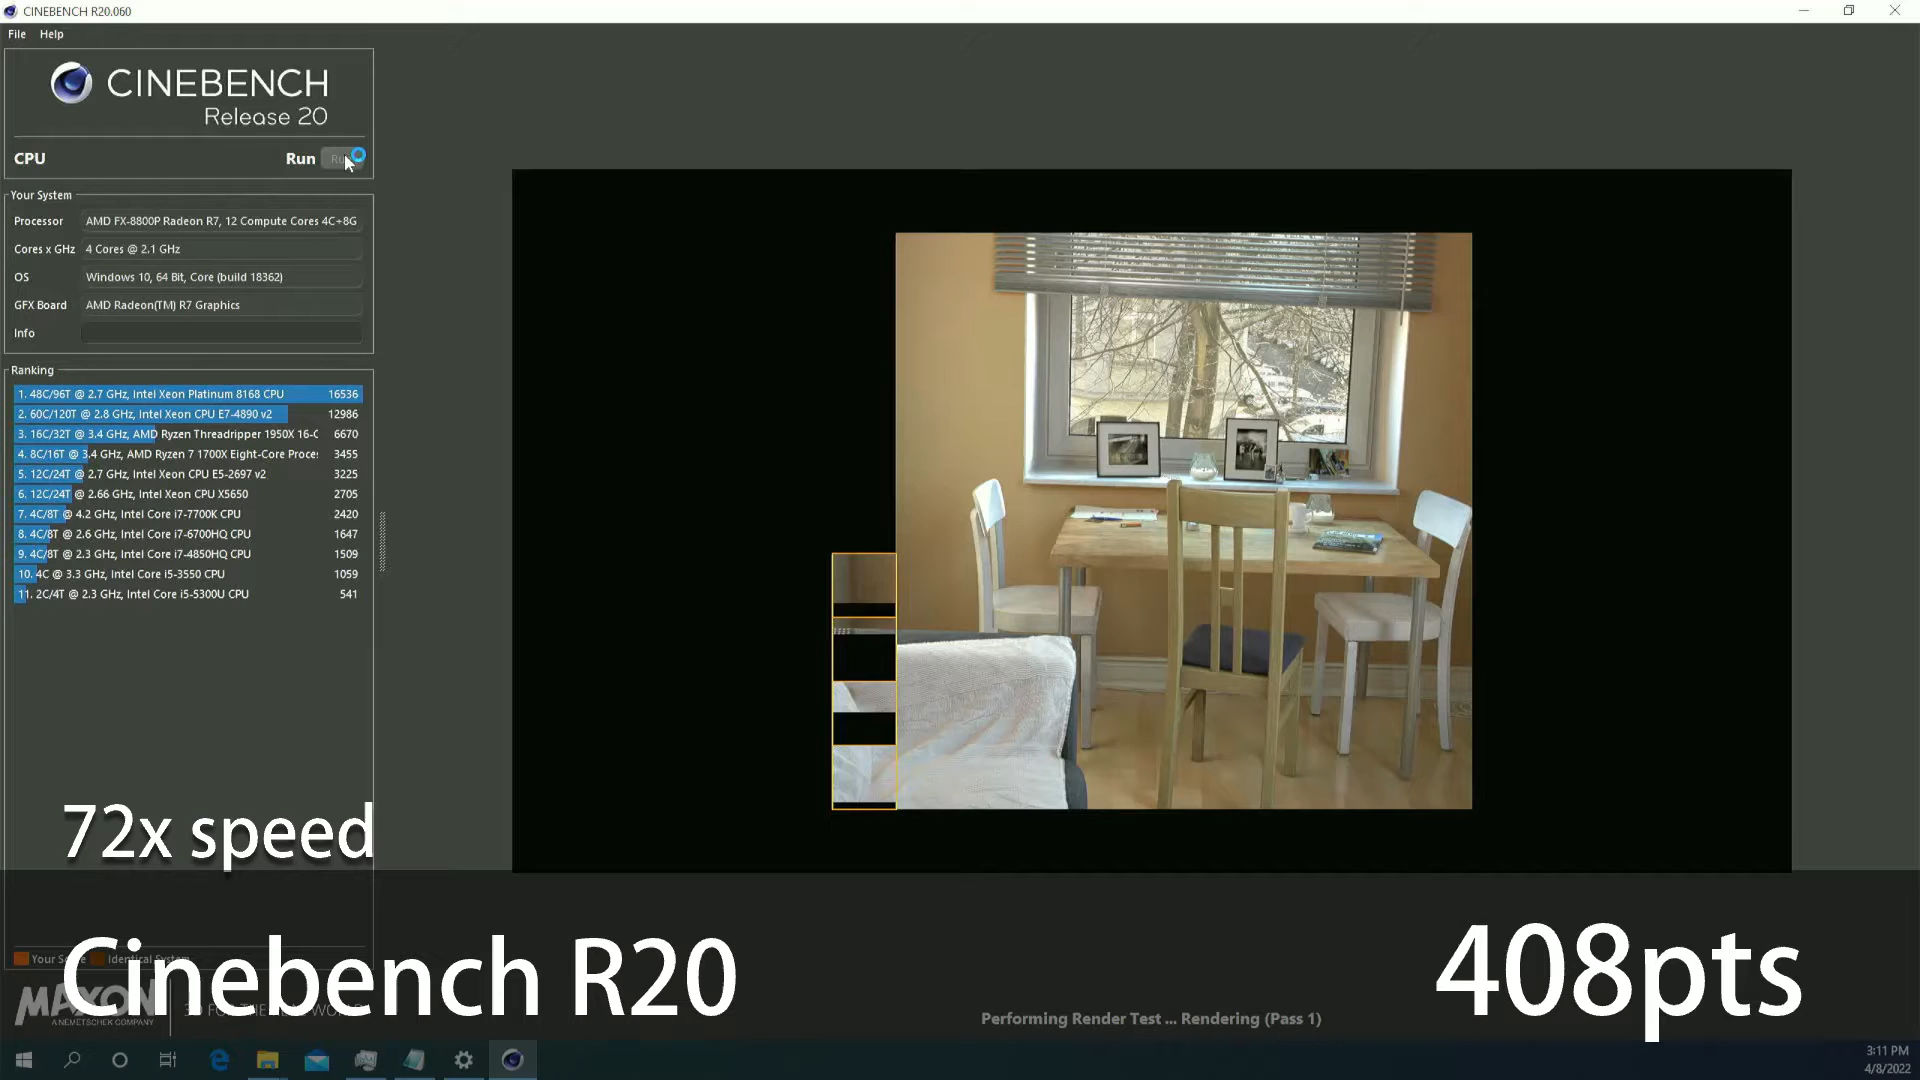 CINEBENCH R20.060
File Help
CINEBENCH
Release 20
CPU Run
Your System
Processor AMD FX-8800P Radeon R7, 12 Compute Cores 4C+8G
Cores x GHz 4 Cores @ 2.1 GHz
OS Windows 10, 64 Bit, Core (build 18362)
GFX Board AMD Radeon(TM) R7 Graphics
Info
Ranking
1. 48C/96T @ 2.7 GHz, Intel Xeon Platinum 8168 CPU 16536
2. 60C/120T @ 2.8 GHz, Intel Xeon CPU E7-4890 v2 12986
3. 16C/32T @ 3.4 GHz, AMD Ryzen Threadripper 1950X 16-C 6670
4. 8C/16T @ 3.4 GHz, AMD Ryzen 7 1700X Eight-Core Proces 3455
5. 12C/24T @ 2.7 GHz, Intel Xeon CPU E5-2697 v2 3225
6. 12C/24T @ 2.66 GHz, Intel Xeon CPU X5650 2705
7. 4C/8T @ 4.2 GHz, Intel Core i7-7700K CPU 2420
8. 4C/8T @ 2.6 GHz, Intel Core i7-6700HQ CPU 1647
9. 4C/8T @ 2.3 GHz, Intel Core i7-4850HQ CPU 1509
10. 4C @ 3.3 GHz, Intel Core i5-3550 CPU 1059
11. 2C/4T @ 2.3 GHz, Intel Core i5-5300U CPU 541
72x speed
Your Identical System
Cinebench R20 408pts
MAXON
A NEMETSCHEK COMPANY
Performing Render Test ... Rendering (Pass 1)
3:11 PM
4/8/2022